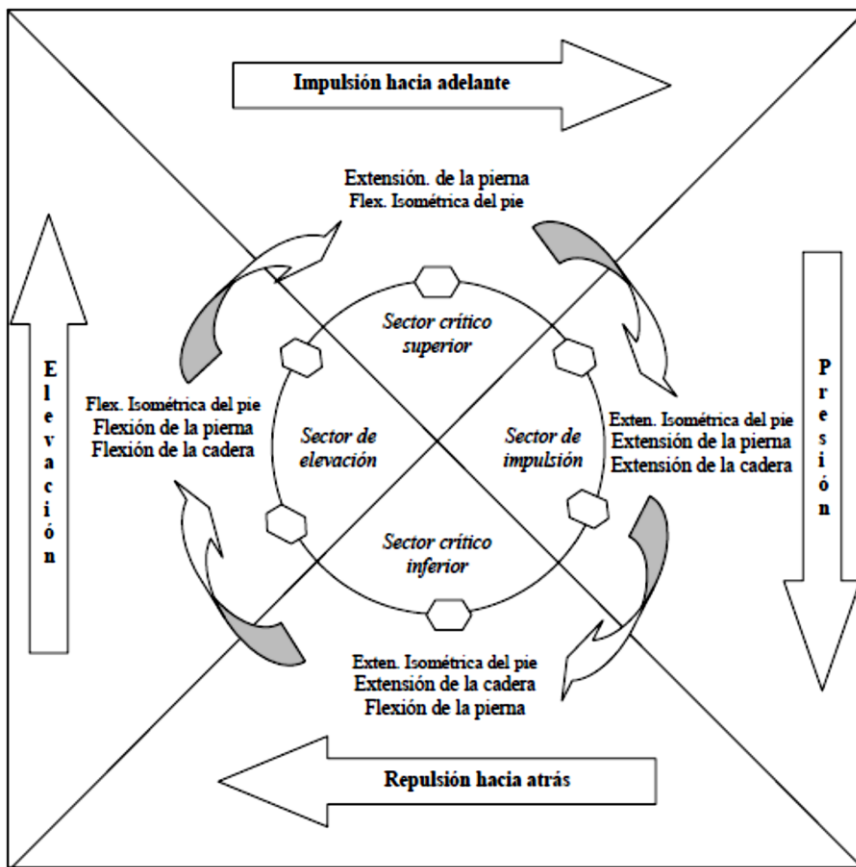 Impulsión hacia adelante
Extensión. de la pierna
Flex. Isométrica del pie
Sector crítico
superior
Elevación
Flex. Isométrica del pie
Flexión de la pierna
Flexión de la cadera
Sector de
elevación
Sector de
impulsión
Exten. Isométrica del pie
Extensión de la pierna
Extensión de la cadera
Presión
Sector crítico
inferior
Exten. Isométrica del pie
Extensión de la cadera
Flexión de la pierna
Repulsión hacia atrás